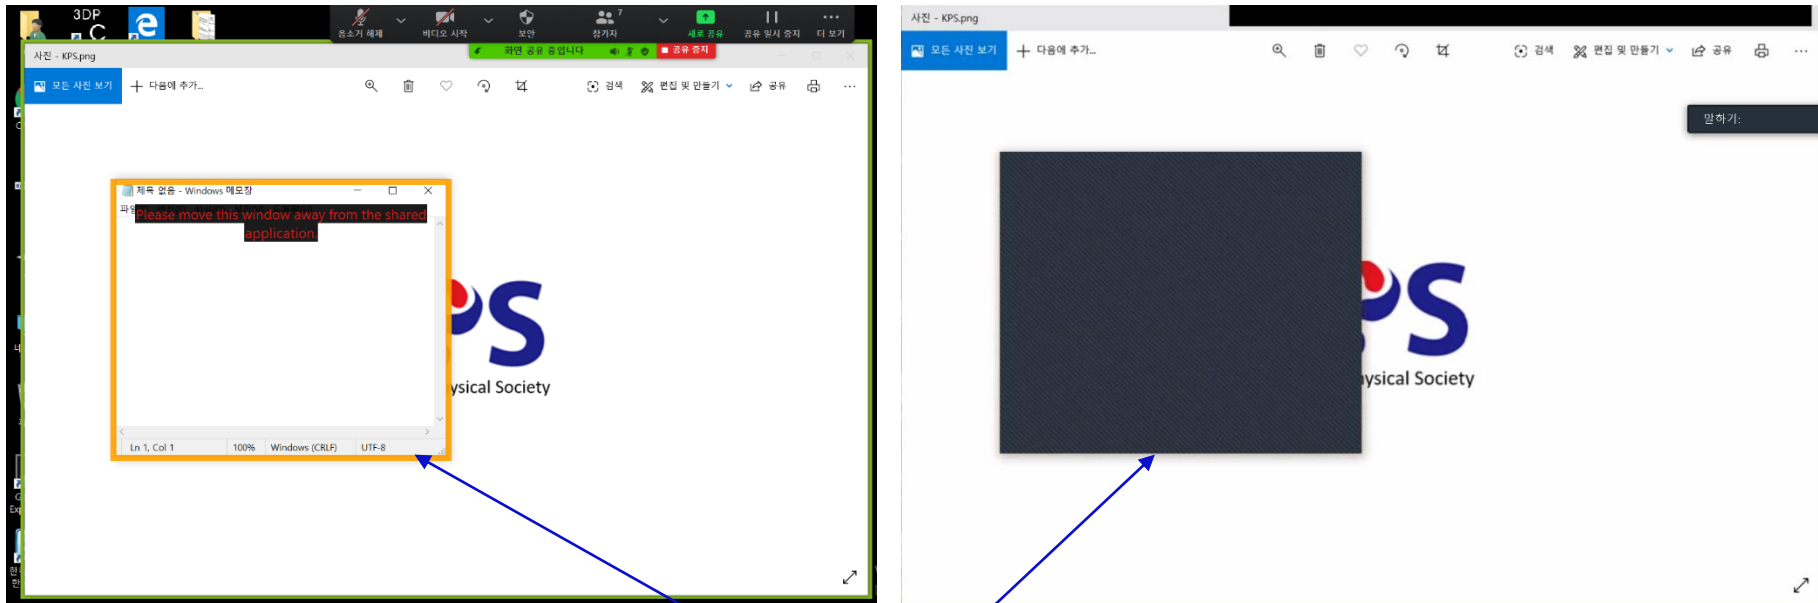 3DP
C
음소거 해제
비디오 시작
보안
7
참가자
새로 공유
공유 일시 중지
더 보기
화면 공유 중입니다
공유 중지
사진 - KPS.png
모든 사진 보기
다음에 추가...
검색
편집 및 만들기
공유
제목 없음 - Windows 메모장
Please move this window away from the shared
application.
PS
ysical Society
Ln 1, Col 1
100%
Windows (CRLF)
UTF-8
사진 - KPS.png
모든 사진 보기
다음에 추가...
검색
편집 및 만들기
공유
말하기:
PS
ysical Society